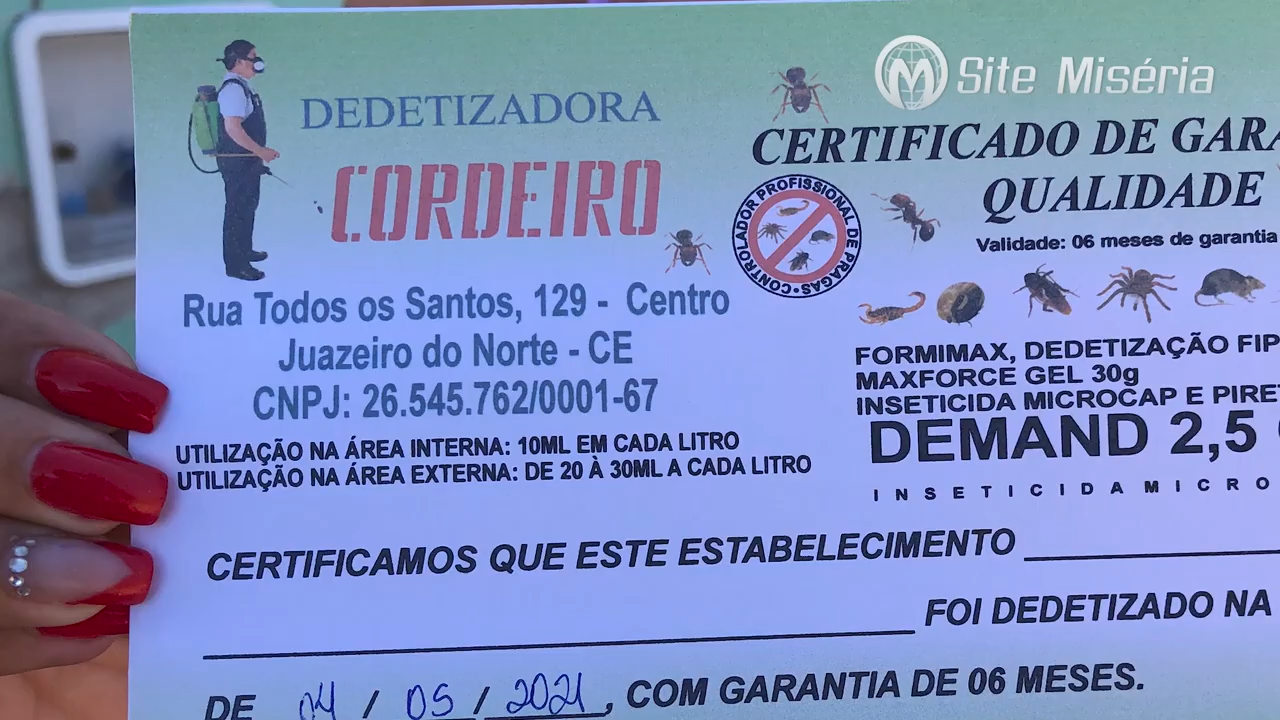 Site Miséria
DEDETIZADORA
CORDEIRO
Rua Todos os Santos, 129 - Centro
Juazeiro do Norte - CE
CNPJ: 26.545.762/0001-67
UTILIZAÇÃO NA ÁREA INTERNA: 10ML EM CADA LITRO
UTILIZAÇÃO NA ÁREA EXTERNA: DE 20 À 30ML A CADA LITRO
CONTROLADOR PROFISSIONAL DE PRAGAS
CERTIFICADO DE GARA
QUALIDADE
Validade: 06 meses de garantia
FORMIMAX, DEDETIZAÇÃO FIP
MAXFORCE GEL 30g
INSETICIDA MICROCAP E PIRE
DEMAND 2,5
INSETICIDA MICRO
CERTIFICAMOS QUE ESTE ESTABELECIMENTO
FOI DEDETIZADO NA
DE 04 / 05 / 2021, COM GARANTIA DE 06 MESES.